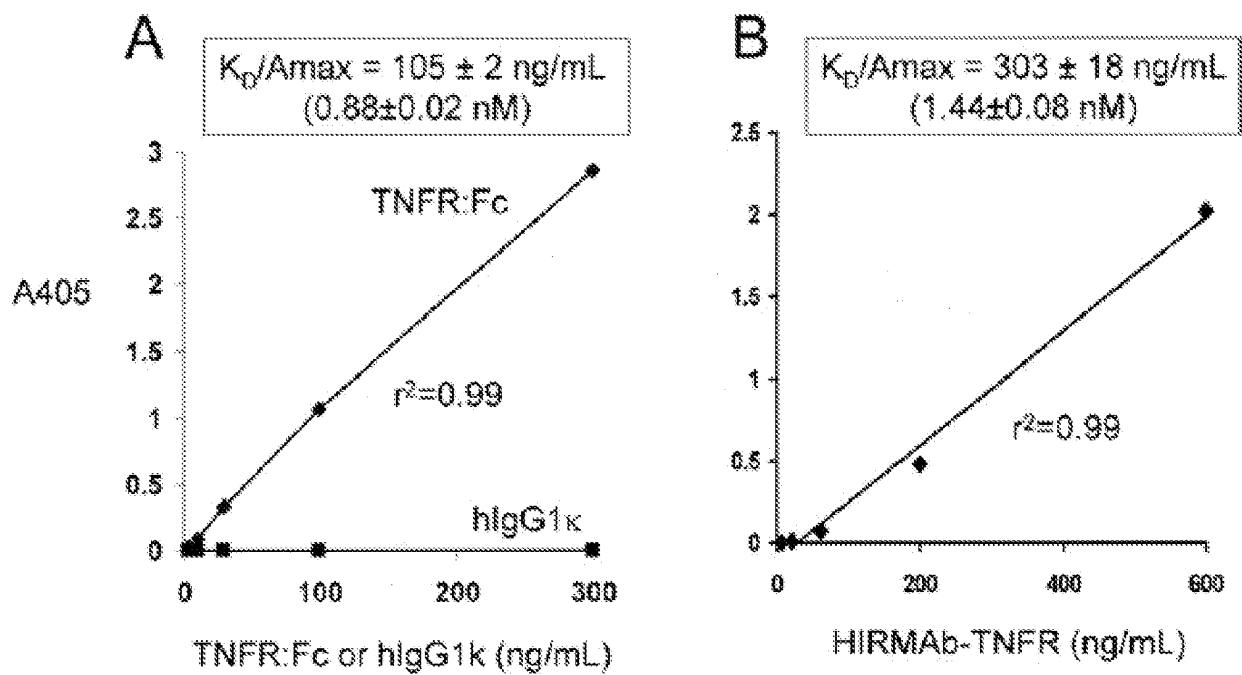 A
K_D/Amax = 105 ± 2 ng/mL
(0.88±0.02 nM)
3
2.5
2
1.5
1
0.5
0
A405
TNFR:Fc
r²=0.99
hIgG1κ
0 100 200 300
TNFR:Fc or hIgG1k (ng/mL)
B
K_D/Amax = 303 ± 18 ng/mL
(1.44±0.08 nM)
2.5
2
1.5
1
0.5
0
r²=0.99
0 200 400 600
HIRMAb-TNFR (ng/mL)